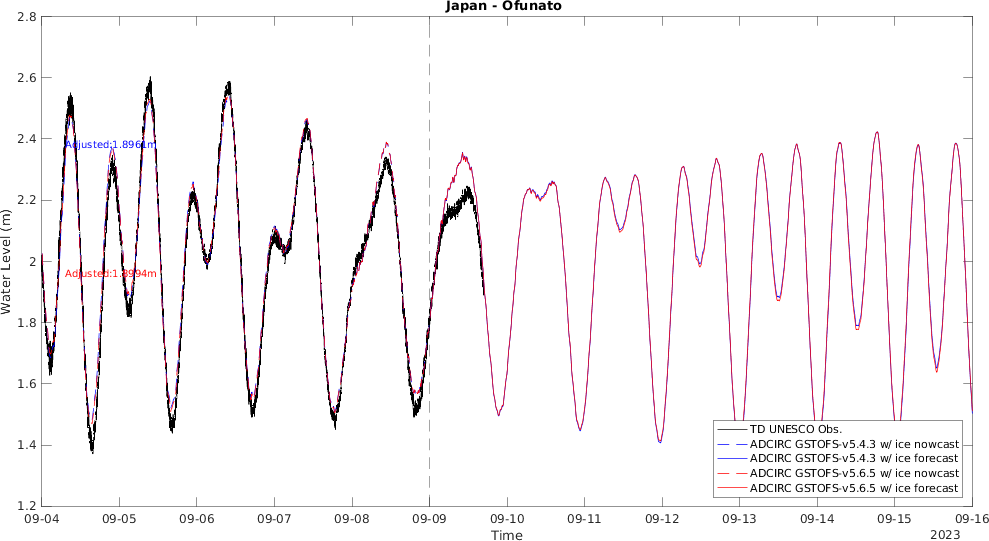 Japan - Ofunato
2.8
2.6
2.4
2.2
2
1.8
1.6
1.4
1.2
Water Level (m)
Adjusted:1.8961m
Adjusted:1.8994m
TD UNESCO Obs.
ADCIRC GSTOFS-v5.4.3 w/ ice nowcast
ADCIRC GSTOFS-v5.4.3 w/ ice forecast
ADCIRC GSTOFS-v5.6.5 w/ ice nowcast
ADCIRC GSTOFS-v5.6.5 w/ ice forecast
09-04 09-05 09-06 09-07 09-08 09-09 09-10 09-11 09-12 09-13 09-14 09-15 09-16
Time
2023